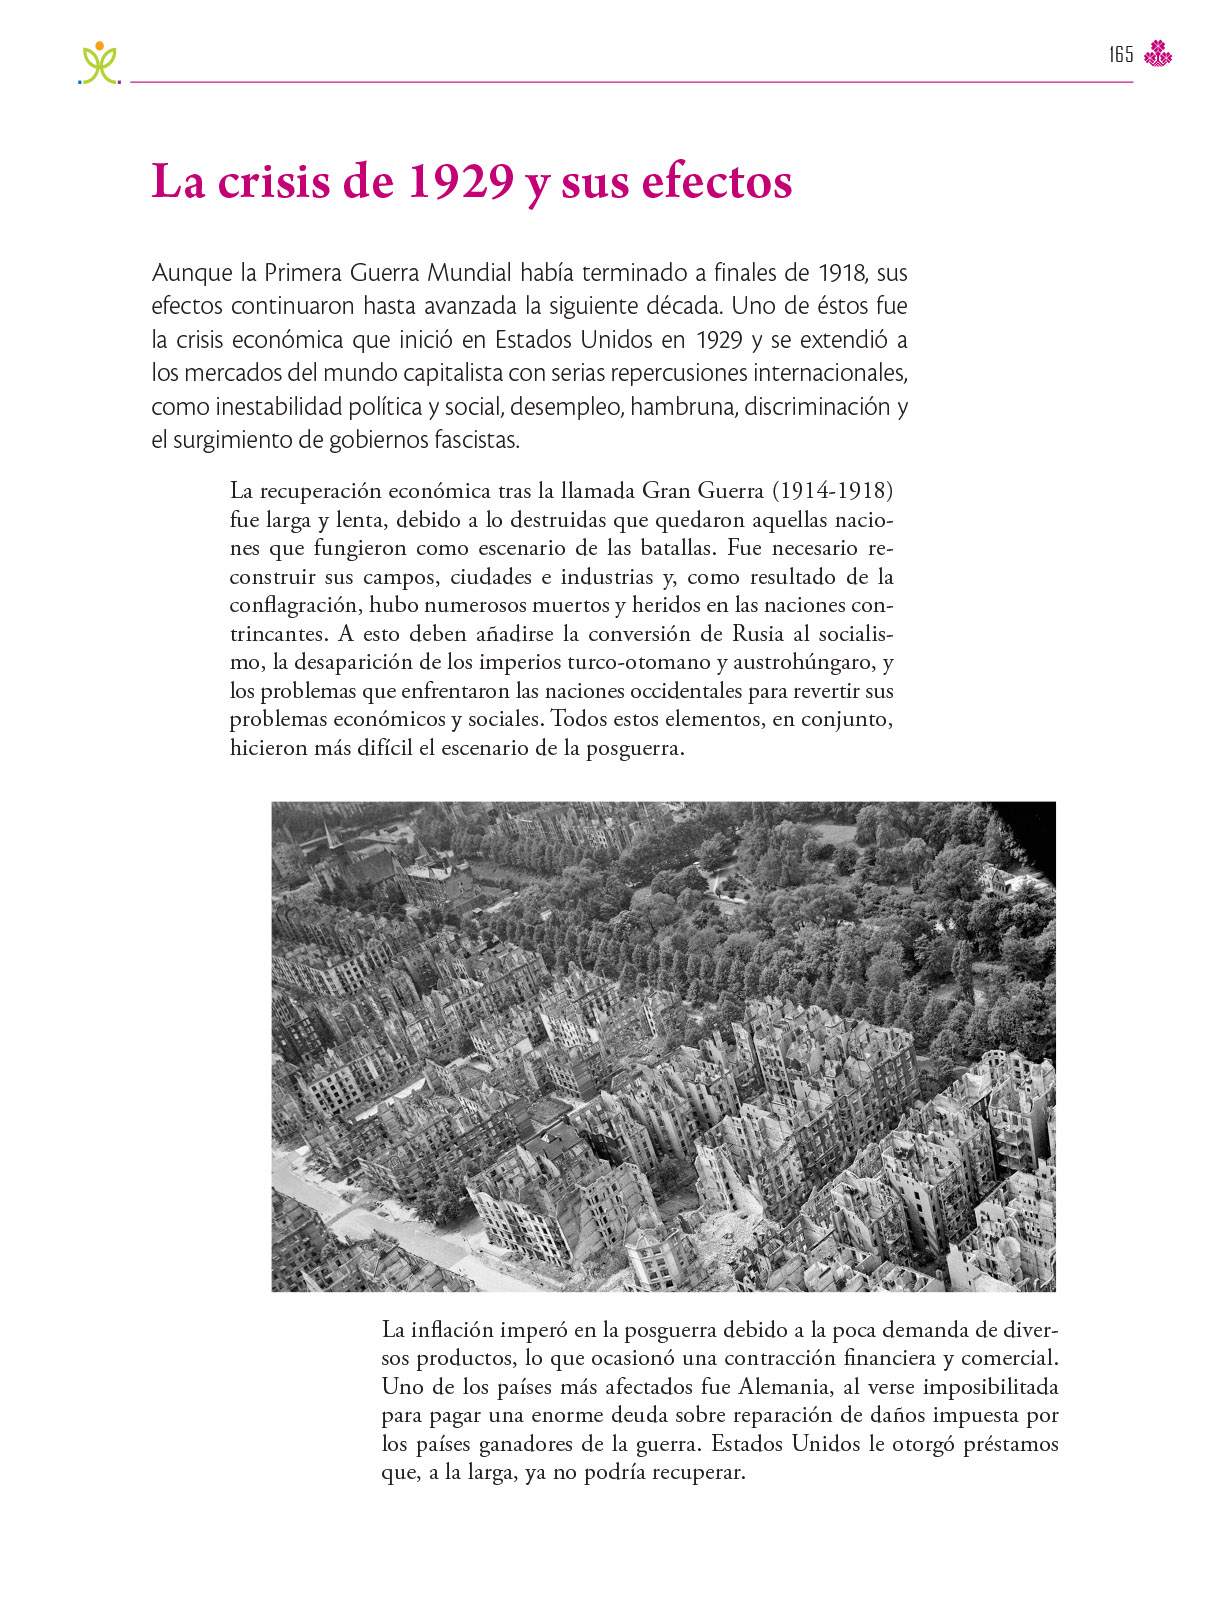 165
La crisis de 1929 y sus efectos
Aunque la Primera Guerra Mundial había terminado a finales de 1918, sus
efectos continuaron hasta avanzada la siguiente década. Uno de éstos fue
la crisis económica que inició en Estados Unidos en 1929 y se extendió a
los mercados del mundo capitalista con serias repercusiones internacionales,
como inestabilidad política y social, desempleo, hambruna, discriminación y
el surgimiento de gobiernos fascistas.
La recuperación económica tras la llamada Gran Guerra (1914-1918)
fue larga y lenta, debido a lo destruidas que quedaron aquellas nacio-
nes que fungieron como escenario de las batallas. Fue necesario re-
construir sus campos, ciudades e industrias y, como resultado de la
conflagración, hubo numerosos muertos y heridos en las naciones con-
trincantes. A esto deben añadirse la conversión de Rusia al socialis-
mo, la desaparición de los imperios turco-otomano y austrohúngaro, y
los problemas que enfrentaron las naciones occidentales para revertir sus
problemas económicos y sociales. Todos estos elementos, en conjunto,
hicieron más difícil el escenario de la posguerra.
La inflación imperó en la posguerra debido a la poca demanda de diver-
sos productos, lo que ocasionó una contracción financiera y comercial.
Uno de los países más afectados fue Alemania, al verse imposibilitada
para pagar una enorme deuda sobre reparación de daños impuesta por
los países ganadores de la guerra. Estados Unidos le otorgó préstamos
que, a la larga, ya no podría recuperar.